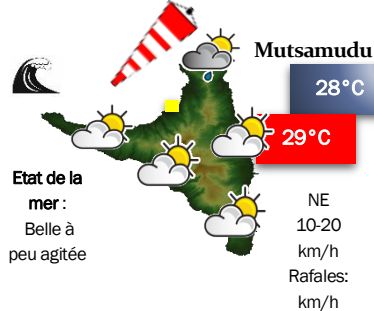 Mutsamudu
28°C
29°C
Etat de la
mer :
Belle à
peu agitée
NE
10-20
km/h
Rafales:
km/h